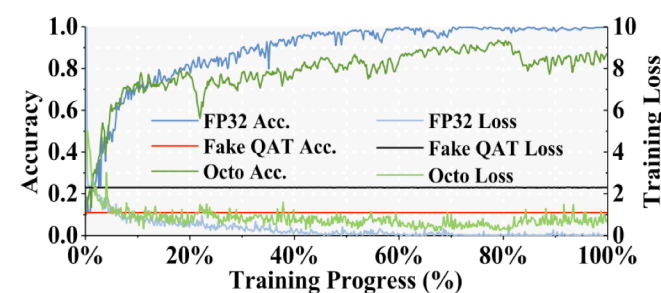 1.0
0.8
0.6
0.4
0.2
0.0
Accuracy
10
8
6
4
2
0
Training Loss
FP32 Acc.
FP32 Loss
Fake QAT Acc.
Fake QAT Loss
Octo Acc.
Octo Loss
0% 20% 40% 60% 80% 100%
Training Progress (%)